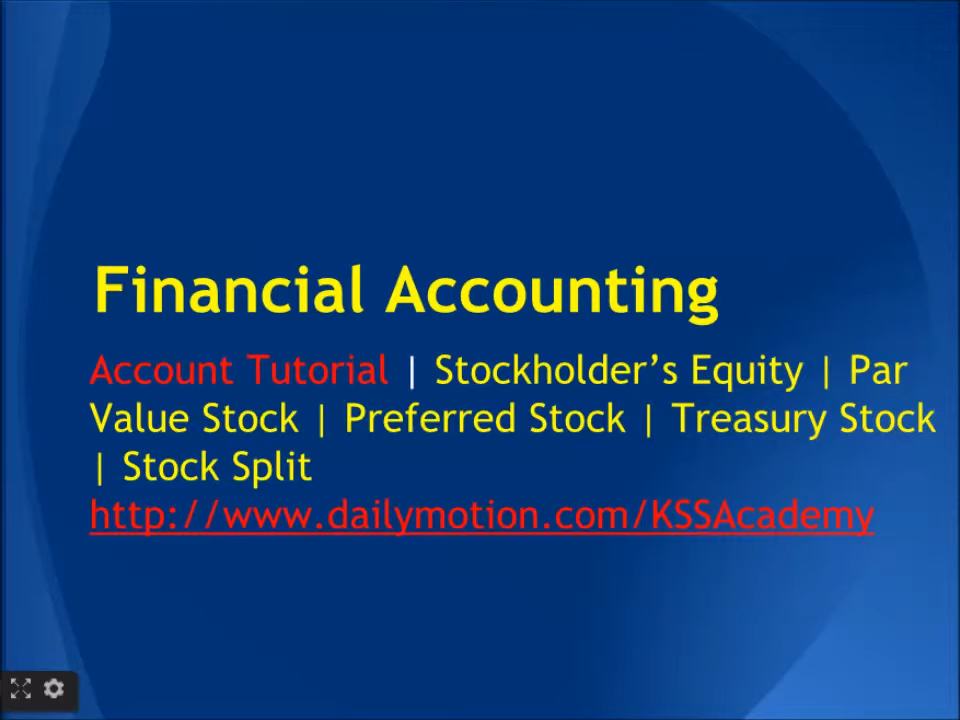 Financial Accounting
Account Tutorial | Stockholder’s Equity | Par
Value Stock | Preferred Stock | Treasury Stock
| Stock Split
http://www.dailymotion.com/KSSAcademy